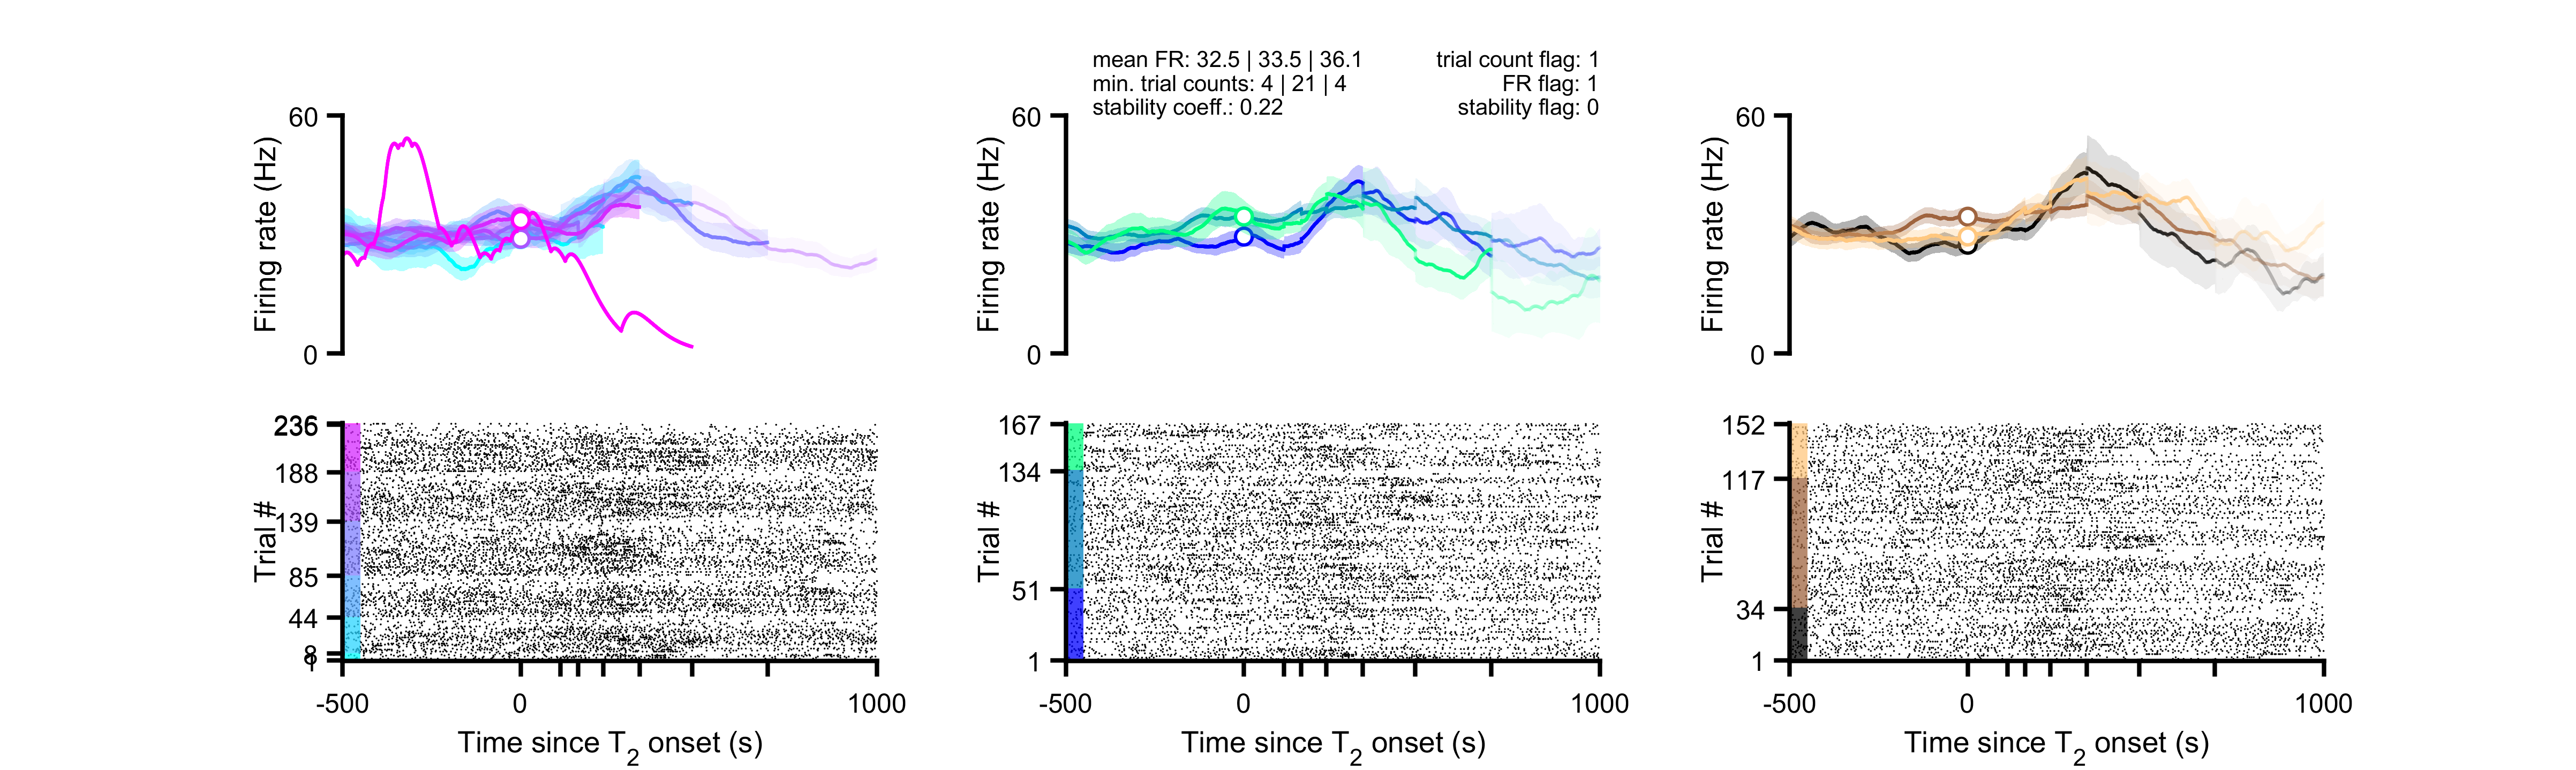 mean FR: 32.5 | 33.5 | 36.1
min. trial counts: 4 | 21 | 4
stability coeff.: 0.22
trial count flag: 1
FR flag: 1
stability flag: 0
60
0
Firing rate (Hz)
60
0
Firing rate (Hz)
60
0
Firing rate (Hz)
236
188
139
85
44
8
1
Trial #
-500
0
1000
Time since T2 onset (s)
167
134
51
1
Trial #
-500
0
1000
Time since T2 onset (s)
152
117
34
1
Trial #
-500
0
1000
Time since T2 onset (s)